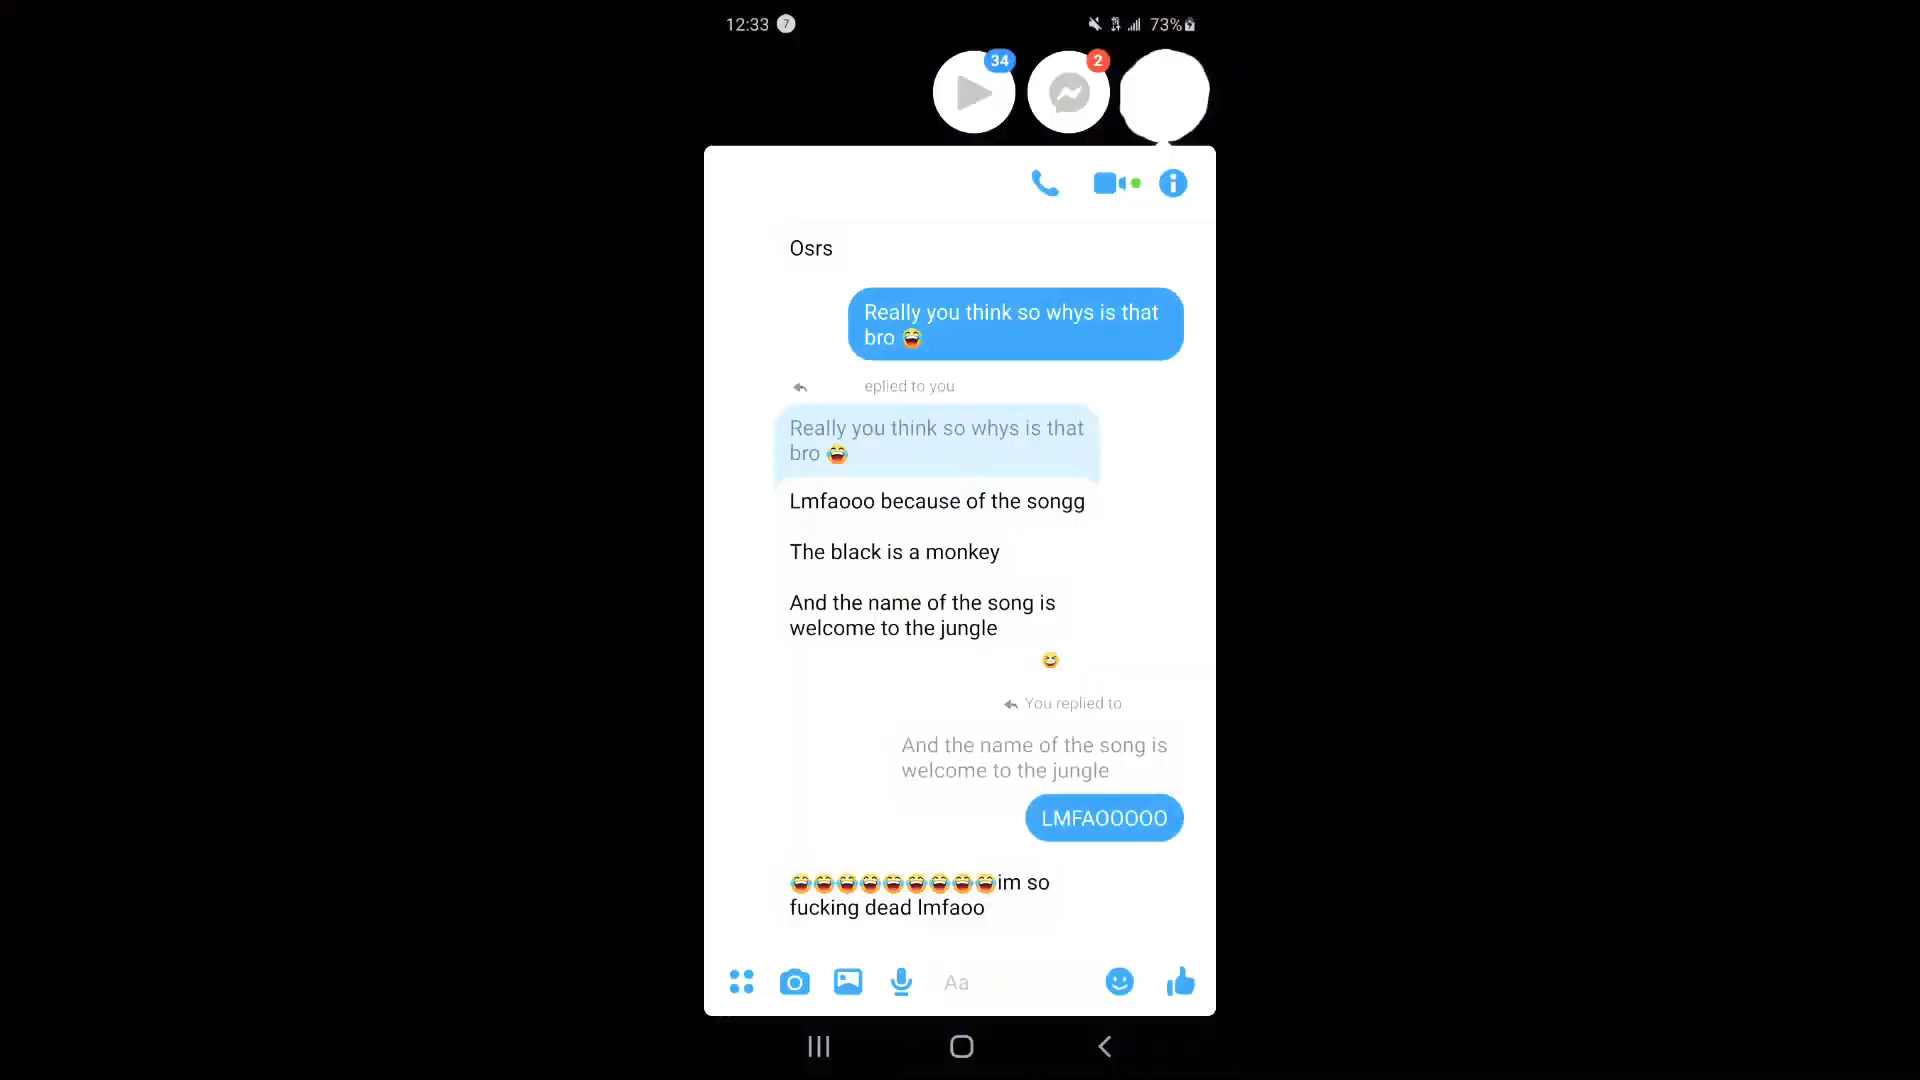 12:33 7 73%
34 2
Osrs
Really you think so whys is that
bro 😂
eplied to you
Really you think so whys is that
bro 😂
Lmfaooo because of the songg
The black is a monkey
And the name of the song is
welcome to the jungle
😆
You replied to
And the name of the song is
welcome to the jungle
LMFAOOOOO
😂😂😂😂😂😂😂😂😂im so
fucking dead lmfaoo
Aa